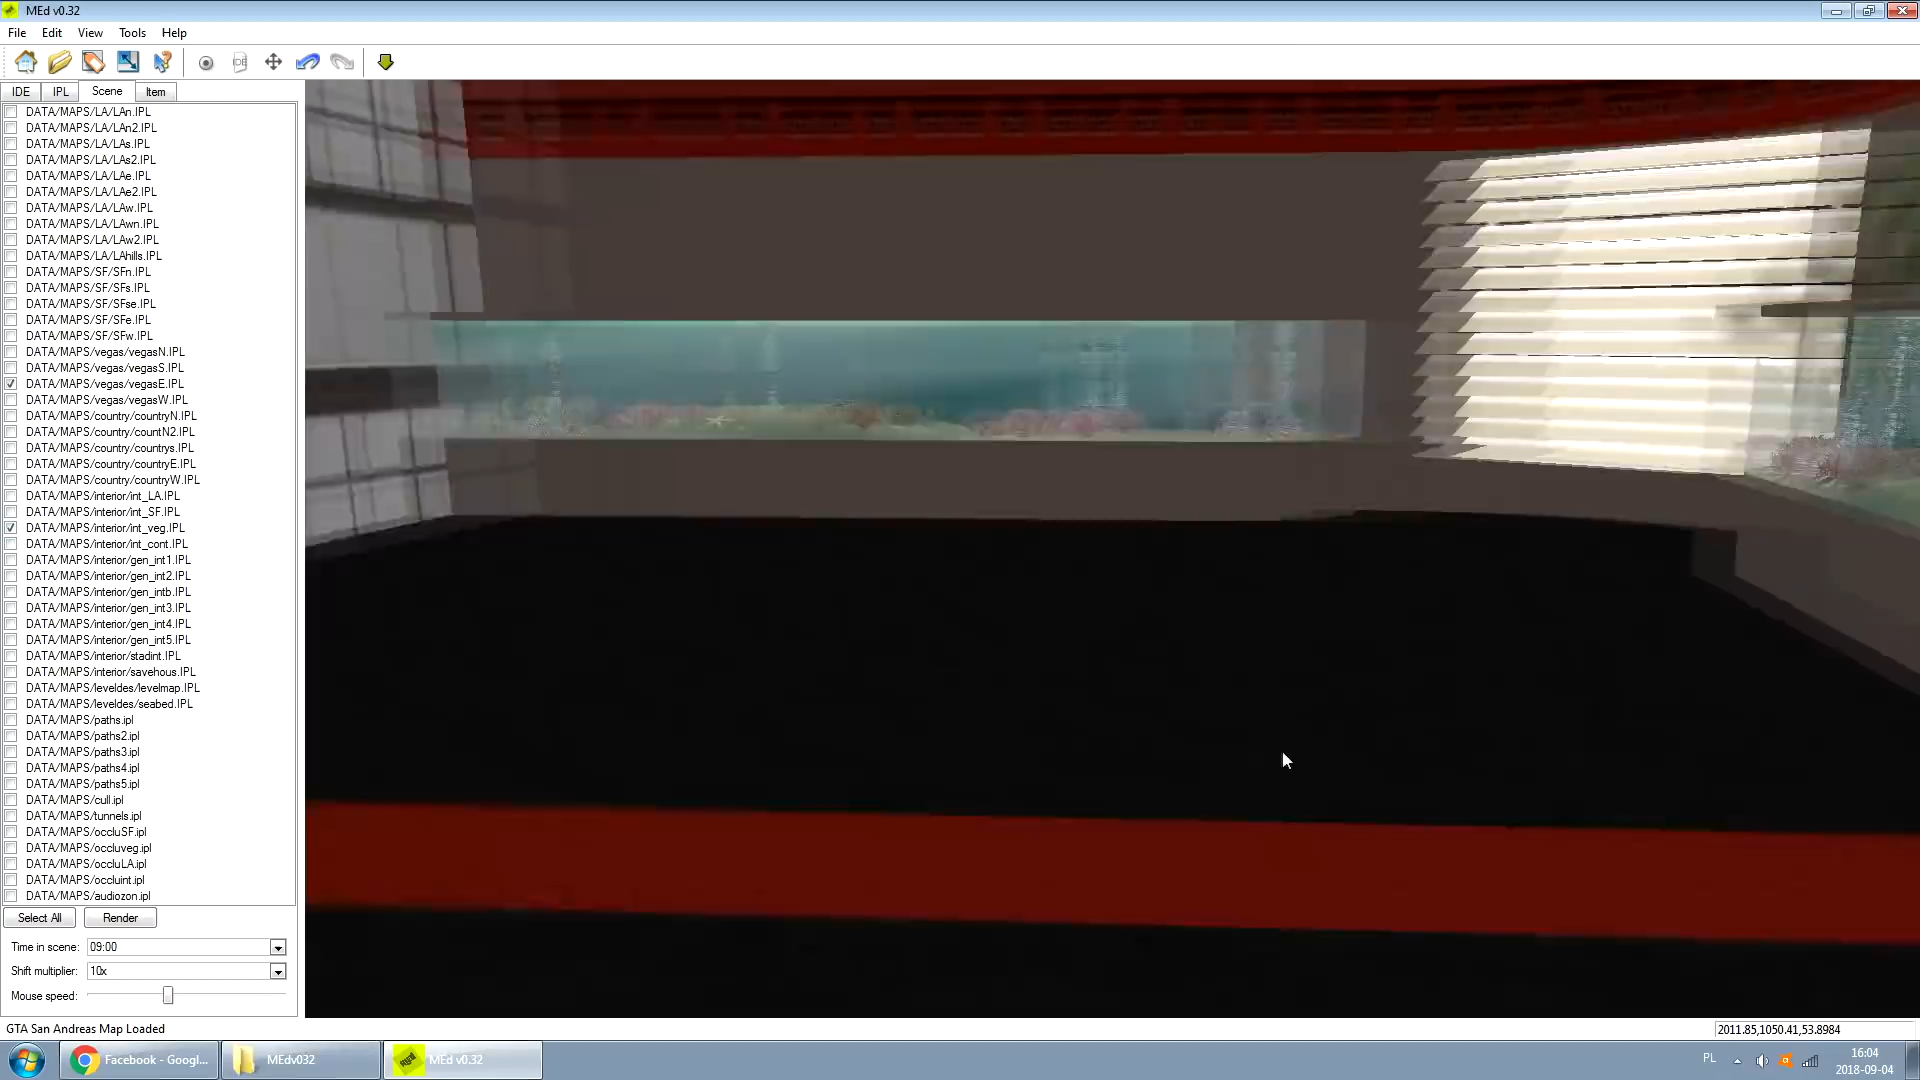 MEd v0.32
File Edit View Tools Help
IDE
IDE IPL Scene Item
DATA/MAPS/LA/LAn.IPL
DATA/MAPS/LA/LAn2.IPL
DATA/MAPS/LA/LAs.IPL
DATA/MAPS/LA/LAs2.IPL
DATA/MAPS/LA/LAe.IPL
DATA/MAPS/LA/LAe2.IPL
DATA/MAPS/LA/LAw.IPL
DATA/MAPS/LA/LAwn.IPL
DATA/MAPS/LA/LAw2.IPL
DATA/MAPS/LA/LAhills.IPL
DATA/MAPS/SF/SFn.IPL
DATA/MAPS/SF/SFs.IPL
DATA/MAPS/SF/SFse.IPL
DATA/MAPS/SF/SFe.IPL
DATA/MAPS/SF/SFw.IPL
DATA/MAPS/vegas/vegasN.IPL
DATA/MAPS/vegas/vegasS.IPL
DATA/MAPS/vegas/vegasE.IPL
DATA/MAPS/vegas/vegasW.IPL
DATA/MAPS/country/countryN.IPL
DATA/MAPS/country/countN2.IPL
DATA/MAPS/country/countrys.IPL
DATA/MAPS/country/countryE.IPL
DATA/MAPS/country/countryW.IPL
DATA/MAPS/interior/int_LA.IPL
DATA/MAPS/interior/int_SF.IPL
DATA/MAPS/interior/int_veg.IPL
DATA/MAPS/interior/int_cont.IPL
DATA/MAPS/interior/gen_int1.IPL
DATA/MAPS/interior/gen_int2.IPL
DATA/MAPS/interior/gen_intb.IPL
DATA/MAPS/interior/gen_int3.IPL
DATA/MAPS/interior/gen_int4.IPL
DATA/MAPS/interior/gen_int5.IPL
DATA/MAPS/interior/stadint.IPL
DATA/MAPS/interior/savehous.IPL
DATA/MAPS/leveldes/levelmap.IPL
DATA/MAPS/leveldes/seabed.IPL
DATA/MAPS/paths.ipl
DATA/MAPS/paths2.ipl
DATA/MAPS/paths3.ipl
DATA/MAPS/paths4.ipl
DATA/MAPS/paths5.ipl
DATA/MAPS/cull.ipl
DATA/MAPS/tunnels.ipl
DATA/MAPS/occluSF.ipl
DATA/MAPS/occluveg.ipl
DATA/MAPS/occluLA.ipl
DATA/MAPS/occluint.ipl
DATA/MAPS/audiozon.ipl
Select All Render
Time in scene: 09:00
Shift multiplier: 10x
Mouse speed:
GTA San Andreas Map Loaded 2011.85,1050.41,53.8984
Facebook - Googl... MEdv032 MEd v0.32 PL 16:04
2018-09-04